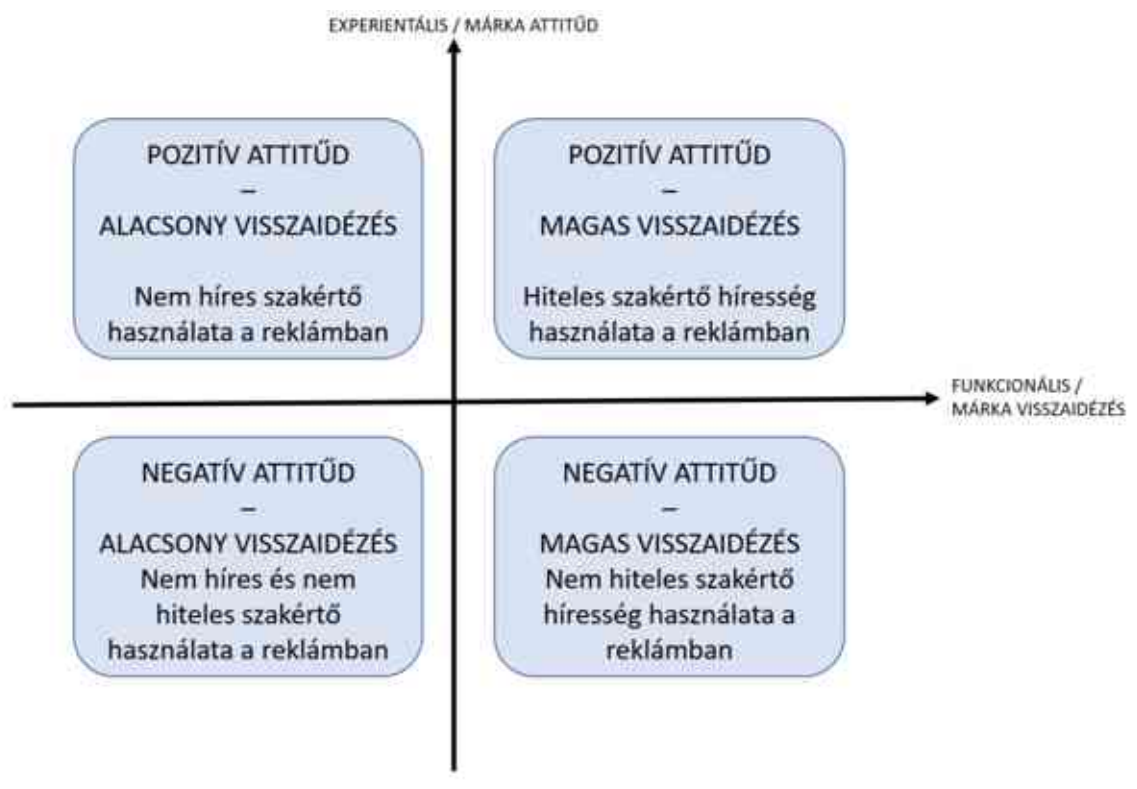 EXPERIENTÁLIS / MÁRKA ATTITŰD
POZITÍV ATTITŰD
–
ALACSONY VISSZAIDÉZÉS
Nem híres szakértő
használata a reklámban
POZITÍV ATTITŰD
–
MAGAS VISSZAIDÉZÉS
Hiteles szakértő híresség
használata a reklámban
FUNKCIONÁLIS /
MÁRKA VISSZAIDÉZÉS
NEGATÍV ATTITŰD
–
ALACSONY VISSZAIDÉZÉS
Nem híres és nem
hiteles szakértő
használata a reklámban
NEGATÍV ATTITŰD
–
MAGAS VISSZAIDÉZÉS
Nem hiteles szakértő
híresség használata a
reklámban